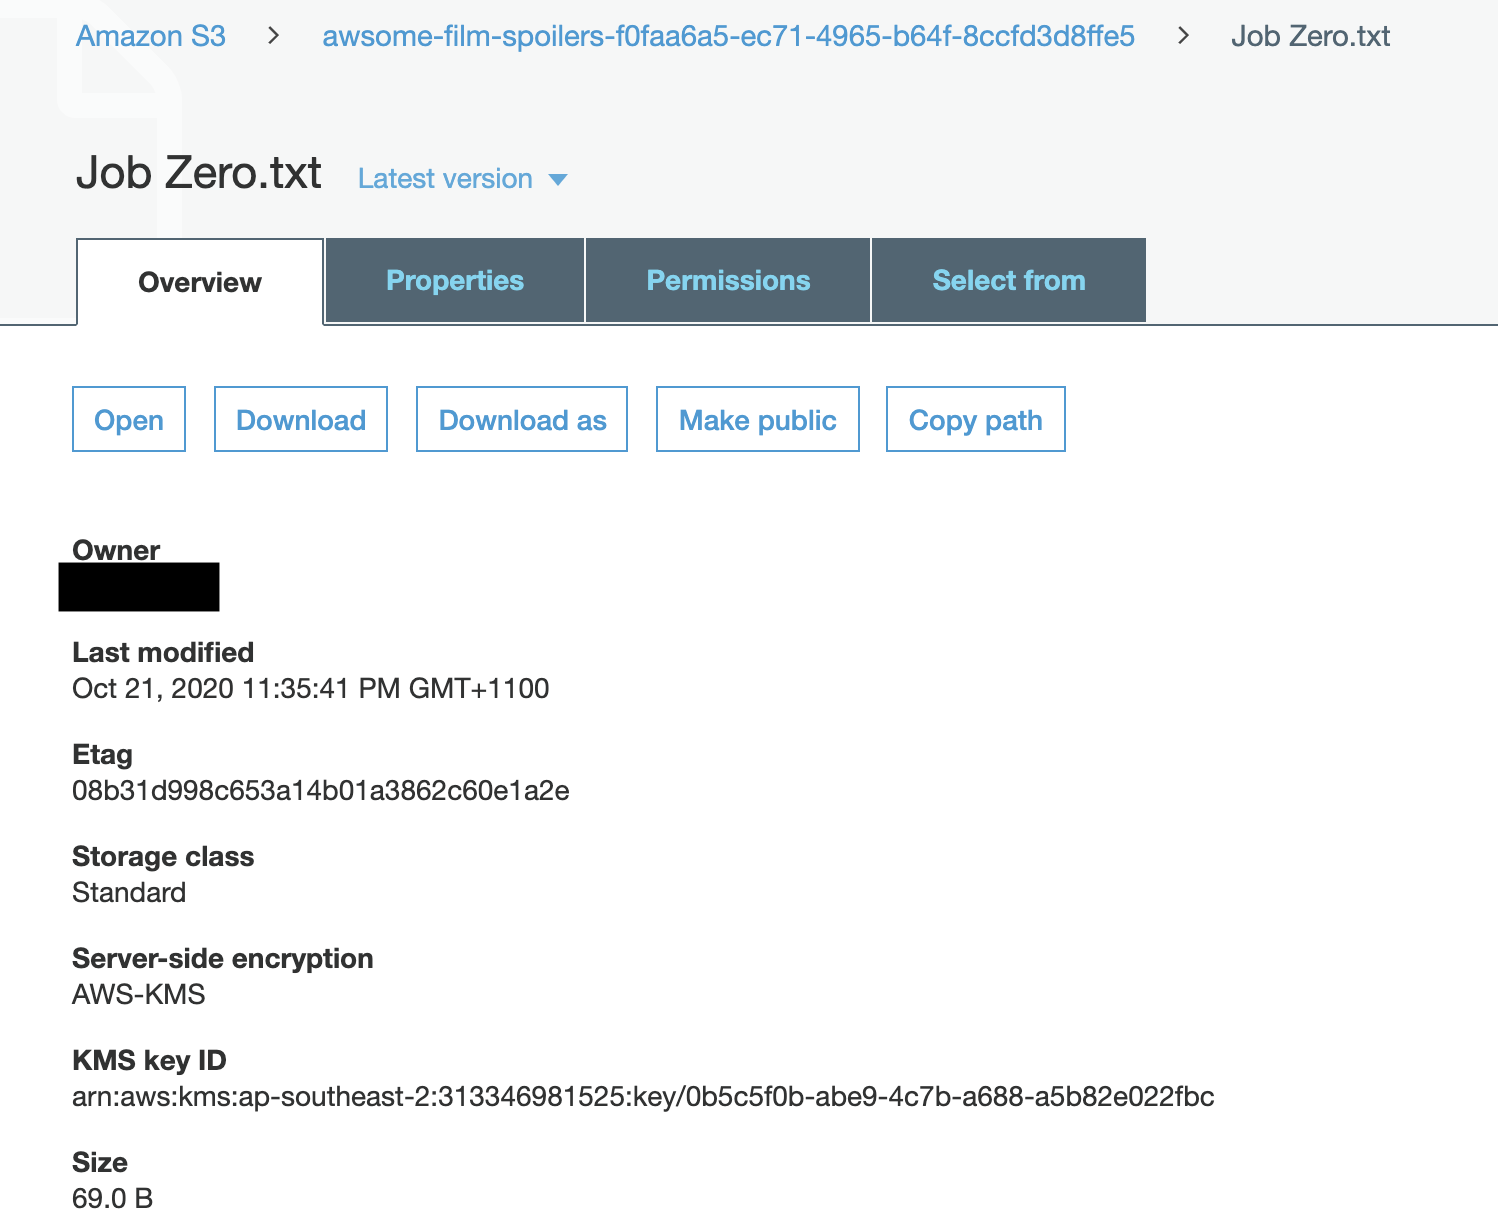 Amazon S3 > awsome-film-spoilers-f0faa6a5-ec71-4965-b64f-8ccfd3d8ffe5 > Job Zero.txt
Job Zero.txt Latest version
Overview Properties Permissions Select from
Open Download Download as Make public Copy path
Owner
Last modified
Oct 21, 2020 11:35:41 PM GMT+1100
Etag
08b31d998c653a14b01a3862c60e1a2e
Storage class
Standard
Server-side encryption
AWS-KMS
KMS key ID
arn:aws:kms:ap-southeast-2:313346981525:key/0b5c5f0b-abe9-4c7b-a688-a5b82e022fbc
Size
69.0 B